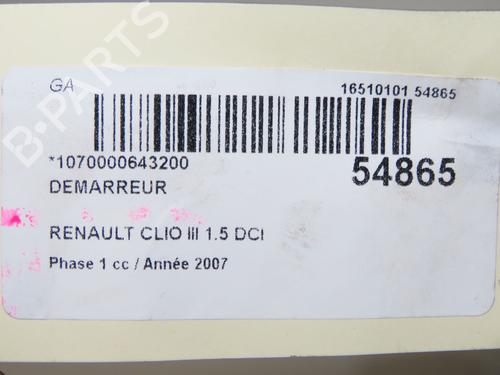 B-PARTS
GA
16510101 54865
*1070000643200
54865
DEMARREUR
RENAULT CLIO III 1.5 DCI
Phase 1 cc / Année 2007